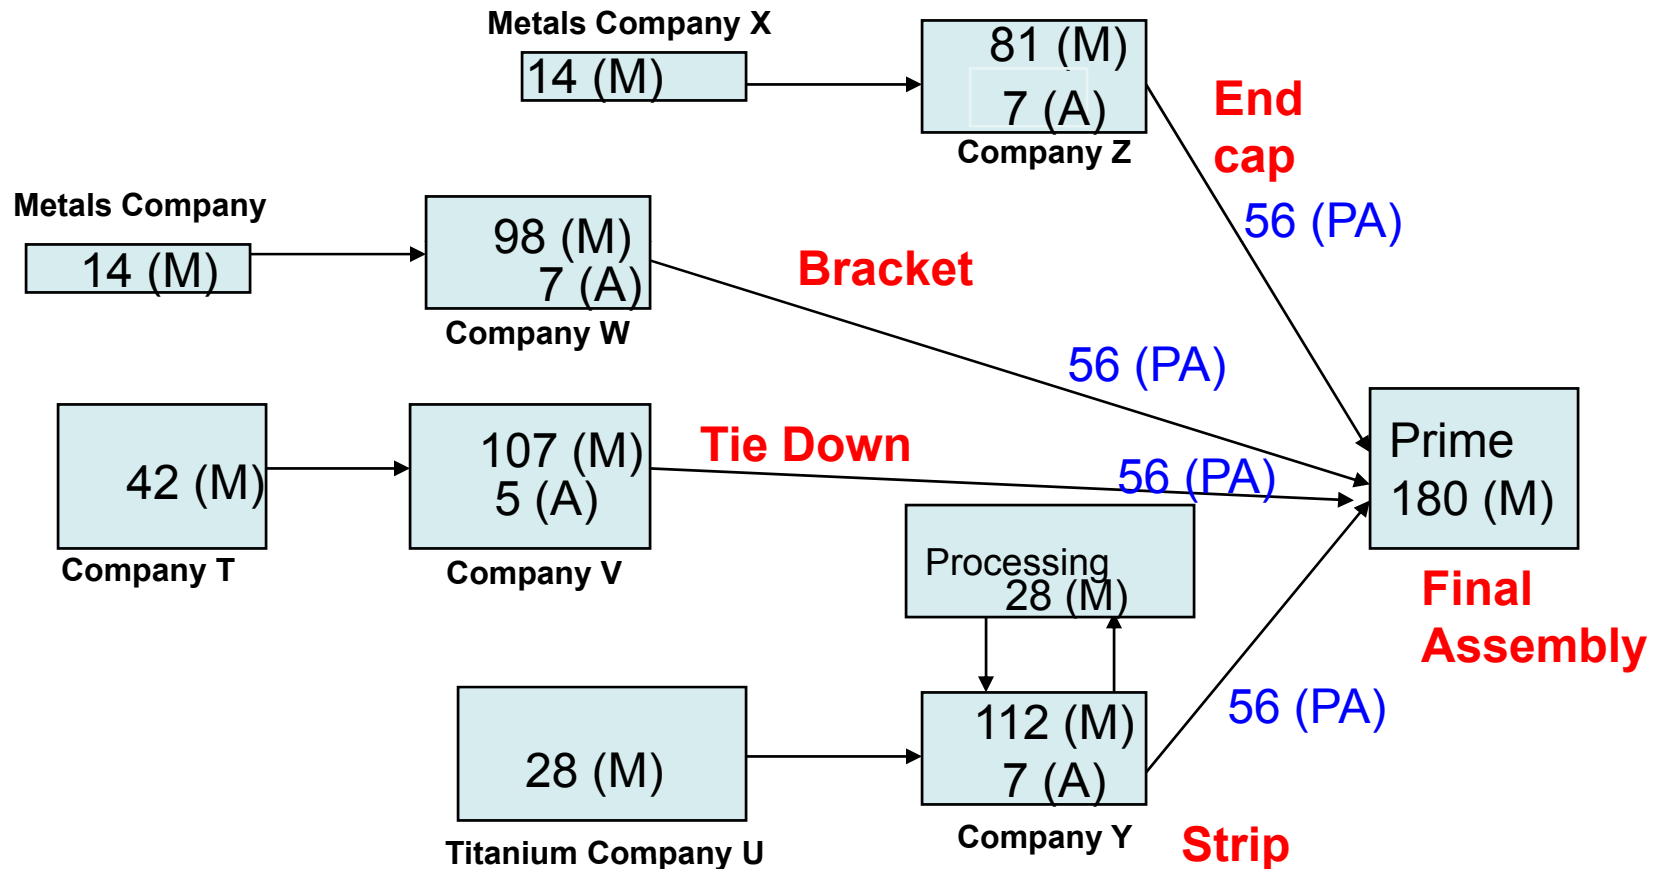 Metals Company X
14 (M)
81 (M)
7 (A)
Company Z
End
cap
56 (PA)
Metals Company
14 (M)
98 (M)
7 (A)
Company W
Bracket
56 (PA)
42 (M)
Company T
107 (M)
5 (A)
Company V
Tie Down
56 (PA)
Prime
180 (M)
Final
Assembly
Processing
28 (M)
28 (M)
Titanium Company U
112 (M)
7 (A)
Company Y
56 (PA)
Strip